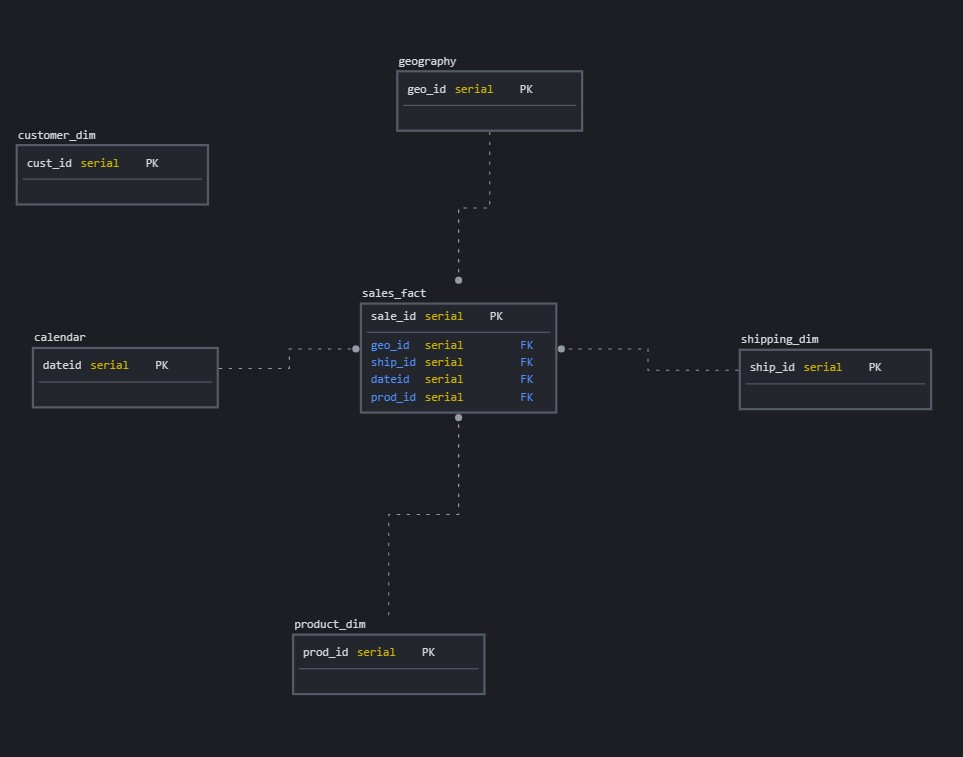 geography
geo_id serial PK
customer_dim
cust_id serial PK
sales_fact
sale_id serial PK
geo_id serial FK
ship_id serial FK
dateid serial FK
prod_id serial FK
calendar
dateid serial PK
shipping_dim
ship_id serial PK
product_dim
prod_id serial PK